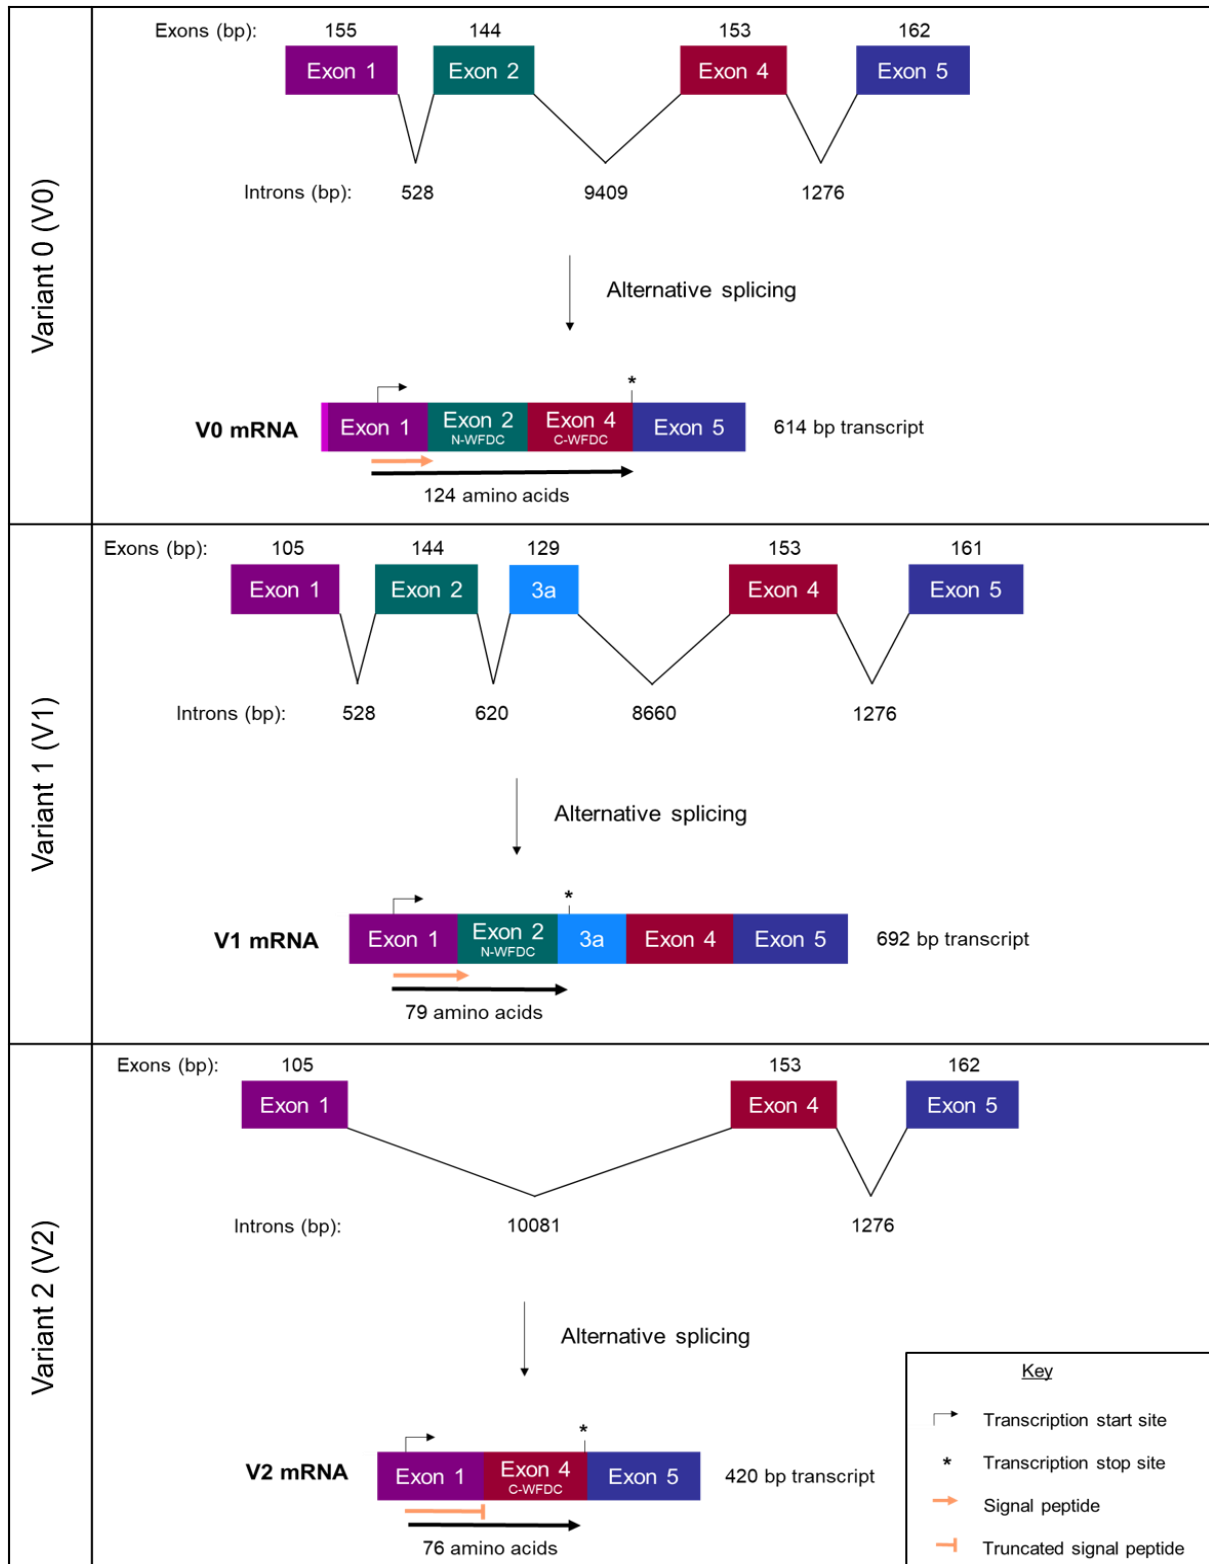 Variant 0 (V0)
Exons (bp): 155 144 153 162
Exon 1 Exon 2 Exon 4 Exon 5
Introns (bp): 528 9409 1276
Alternative splicing
*
V0 mRNA Exon 1 Exon 2 Exon 4 Exon 5 614 bp transcript
N-WFDC C-WFDC
124 amino acids
Variant 1 (V1)
Exons (bp): 105 144 129 153 161
Exon 1 Exon 2 3a Exon 4 Exon 5
Introns (bp): 528 620 8660 1276
Alternative splicing
*
V1 mRNA Exon 1 Exon 2 3a Exon 4 Exon 5 692 bp transcript
N-WFDC
79 amino acids
Variant 2 (V2)
Exons (bp): 105 153 162
Exon 1 Exon 4 Exon 5
Introns (bp): 10081 1276
Alternative splicing
*
V2 mRNA Exon 1 Exon 4 Exon 5 420 bp transcript
C-WFDC
76 amino acids
Key
Transcription start site
* Transcription stop site
Signal peptide
Truncated signal peptide